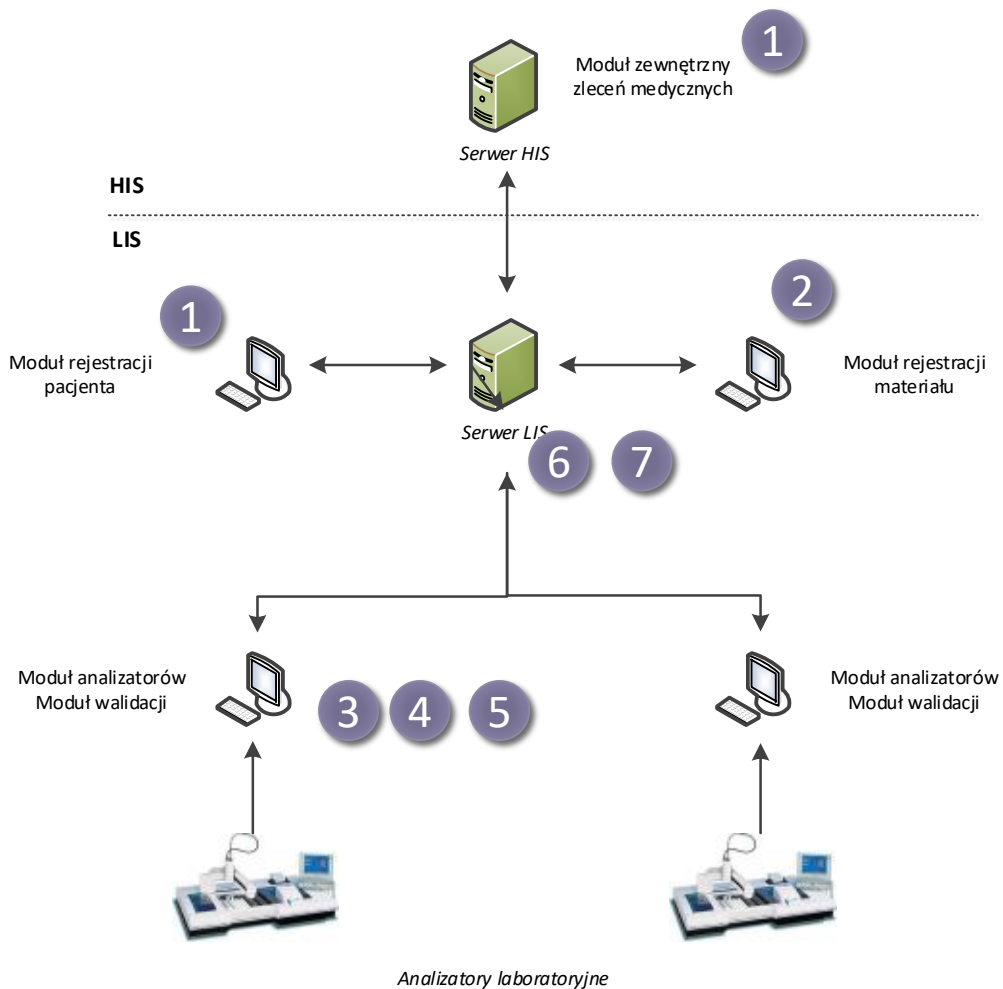 1
Moduł zewnętrzny
zleceń medycznych
Serwer HIS
HIS
LIS
1
2
Moduł rejestracji
pacjenta
Moduł rejestracji
materiału
Serwer LIS
6
7
Moduł analizatorów
Moduł walidacji
3
4
5
Moduł analizatorów
Moduł walidacji
Analizatory laboratoryjne